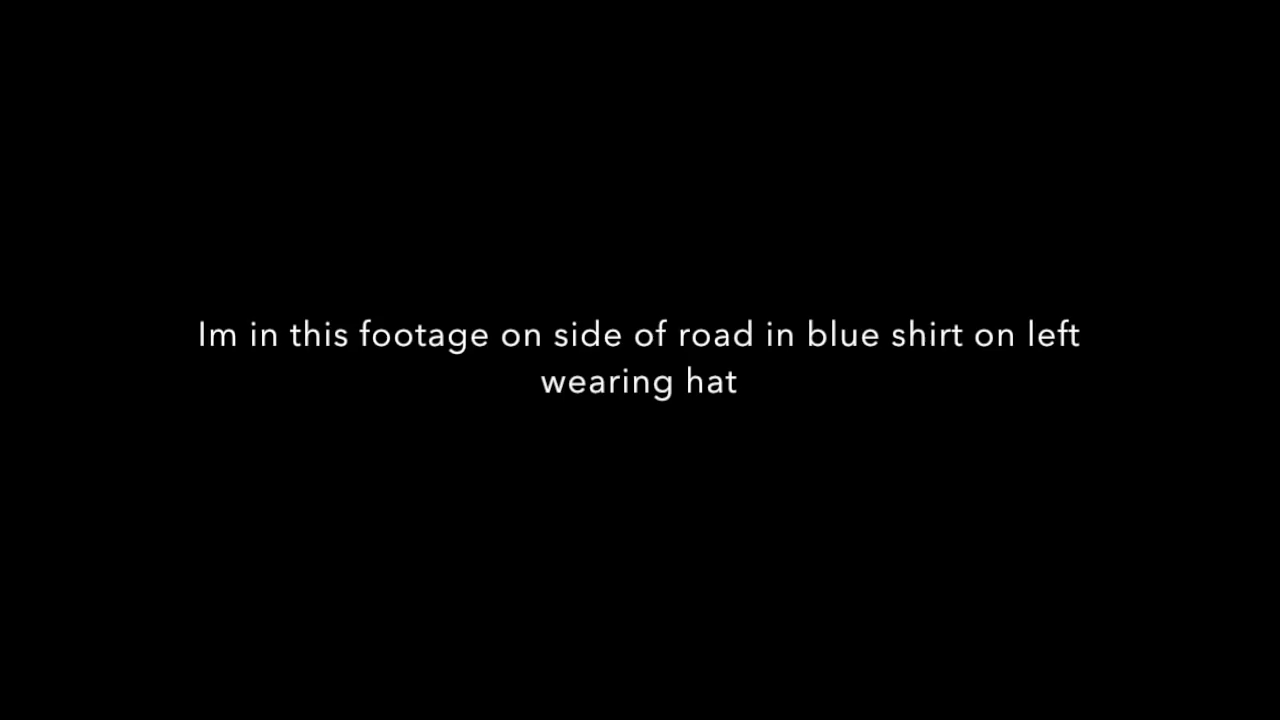 Im in this footage on side of road in blue shirt on left
wearing hat